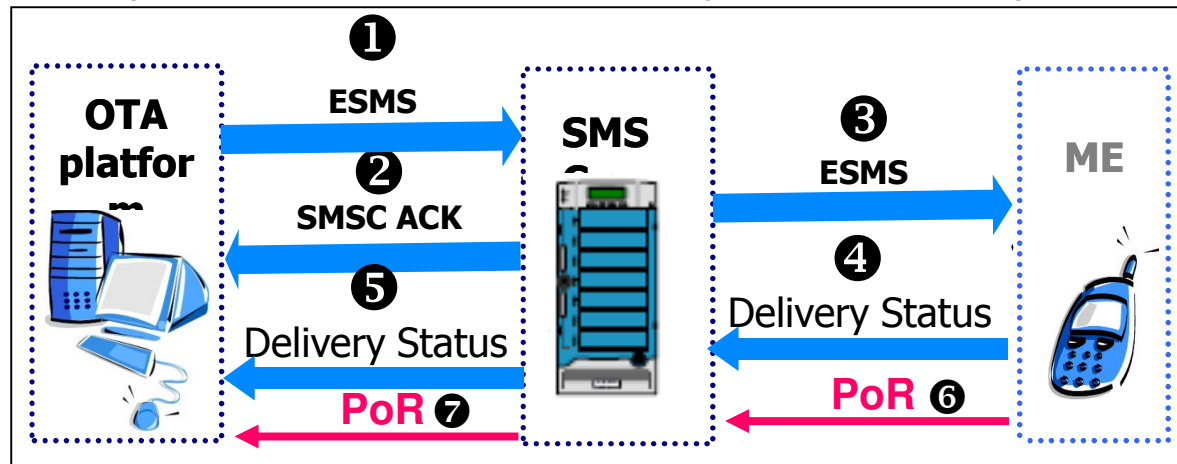 ❶
OTA
platfor
m
ESMS
SMS
❷
SMSC ACK
❸
ESMS
ME
❹
Delivery Status
❺
Delivery Status
PoR ❼
PoR ❻